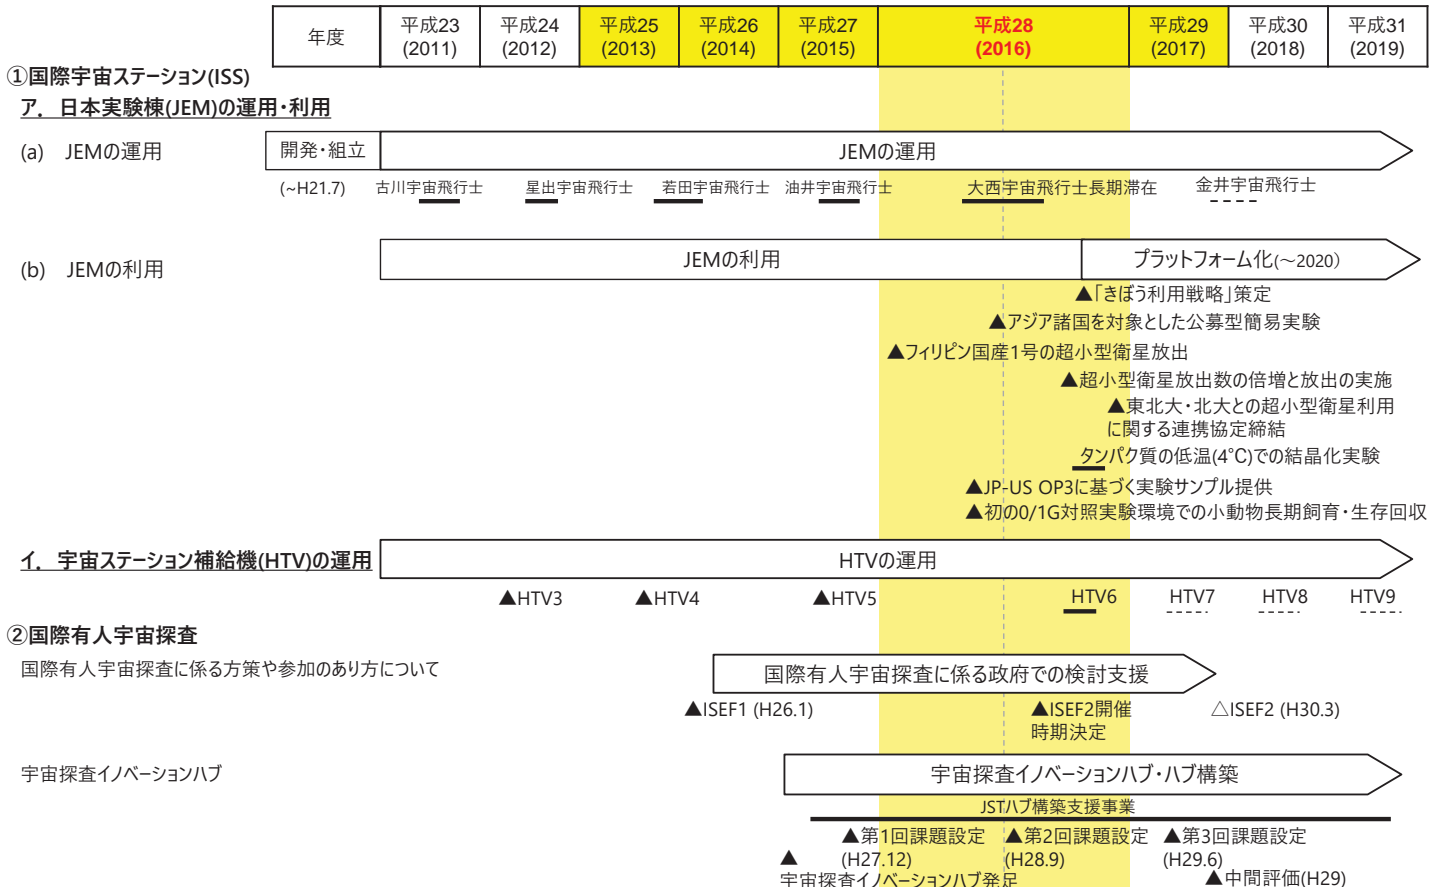 年度
平成23
(2011)
平成24
(2012)
平成25
(2013)
平成26
(2014)
平成27
(2015)
平成28
(2016)
平成29
(2017)
平成30
(2018)
平成31
(2019)
①国際宇宙ステーション(ISS)
ア．日本実験棟(JEM)の運用・利用
(a) JEMの運用
開発・組立
JEMの運用
(~H21.7)
古川宇宙飛行士
星出宇宙飛行士
若田宇宙飛行士
油井宇宙飛行士
大西宇宙飛行士長期滞在
金井宇宙飛行士
(b) JEMの利用
JEMの利用
プラットフォーム化(～2020）
▲「きぼう利用戦略」策定
▲アジア諸国を対象とした公募型簡易実験
▲フィリピン国産1号の超小型衛星放出
▲超小型衛星放出数の倍増と放出の実施
▲東北大・北大との超小型衛星利用
に関する連携協定締結
タンパク質の低温(4℃)での結晶化実験
▲JP-US OP3に基づく実験サンプル提供
▲初の0/1G対照実験環境での小動物長期飼育・生存回収
イ．宇宙ステーション補給機(HTV)の運用
HTVの運用
▲HTV3
▲HTV4
▲HTV5
HTV6
HTV7
HTV8
HTV9
②国際有人宇宙探査
国際有人宇宙探査に係る方策や参加のあり方について
国際有人宇宙探査に係る政府での検討支援
▲ISEF1 (H26.1)
▲ISEF2開催
時期決定
△ISEF2 (H30.3)
宇宙探査イノベーションハブ
宇宙探査イノベーションハブ・ハブ構築
JSTハブ構築支援事業
▲第1回課題設定
(H27.12)
▲第2回課題設定
(H28.9)
▲第3回課題設定
(H29.6)
▲
宇宙探査イノベーションハブ発足
▲中間評価(H29)